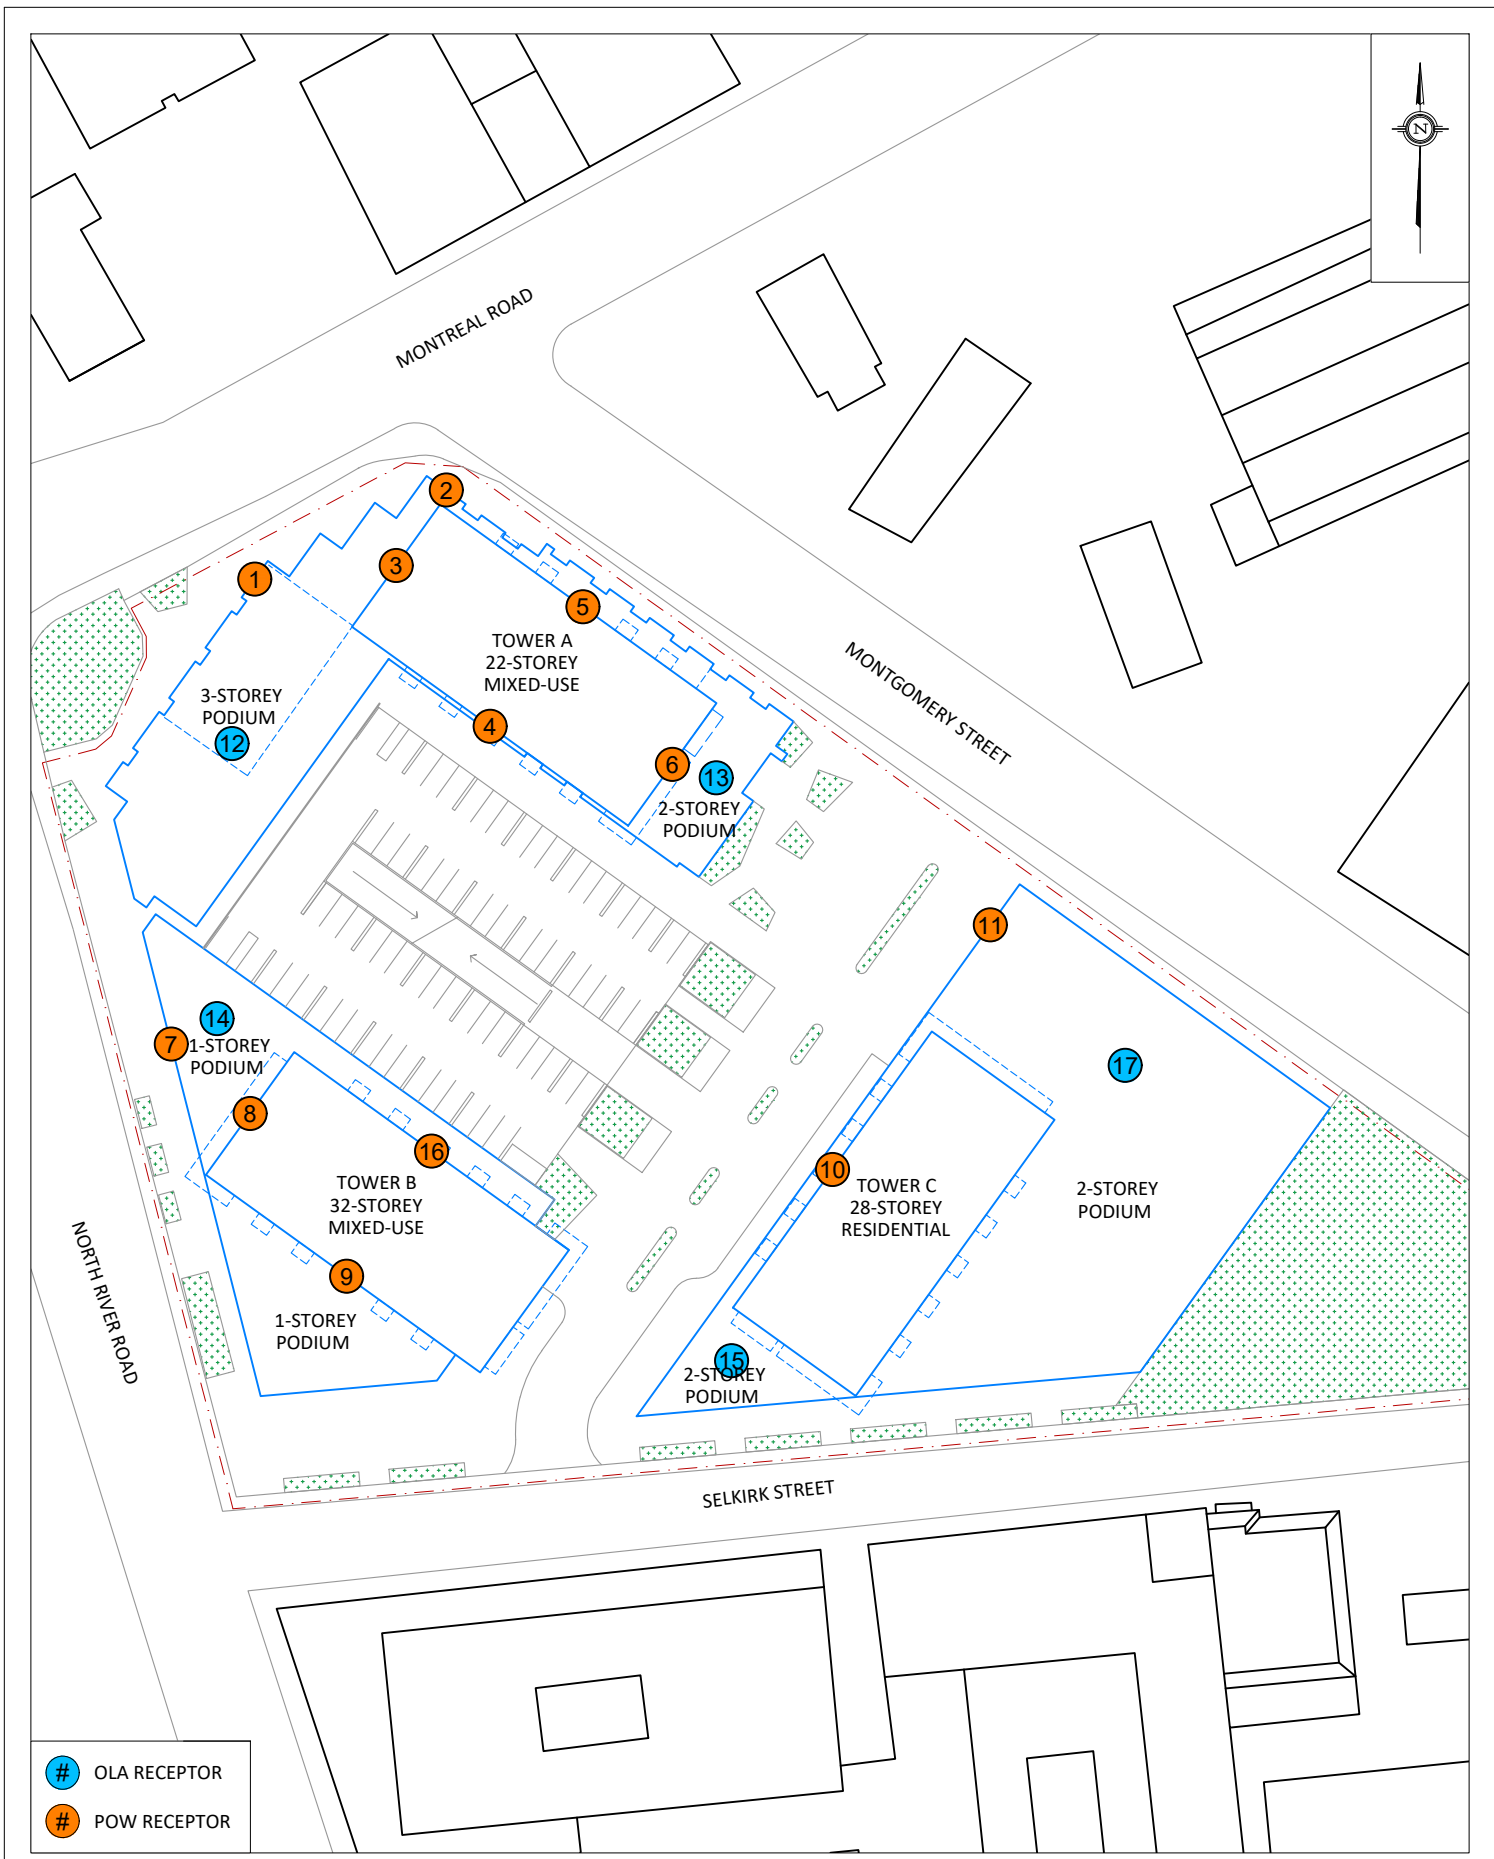 N
MONTREAL ROAD
2
3
1
5
TOWER A
22-STOREY
MIXED-USE
MONTGOMERY STREET
3-STOREY
PODIUM
12
4
6
13
2-STOREY
PODIUM
11
14
7
1-STOREY
PODIUM
17
8
16
10
TOWER B
32-STOREY
MIXED-USE
TOWER C
28-STOREY
RESIDENTIAL
2-STOREY
PODIUM
NORTH RIVER ROAD
9
1-STOREY
PODIUM
15
2-STOREY
PODIUM
SELKIRK STREET
# OLA RECEPTOR
# POW RECEPTOR